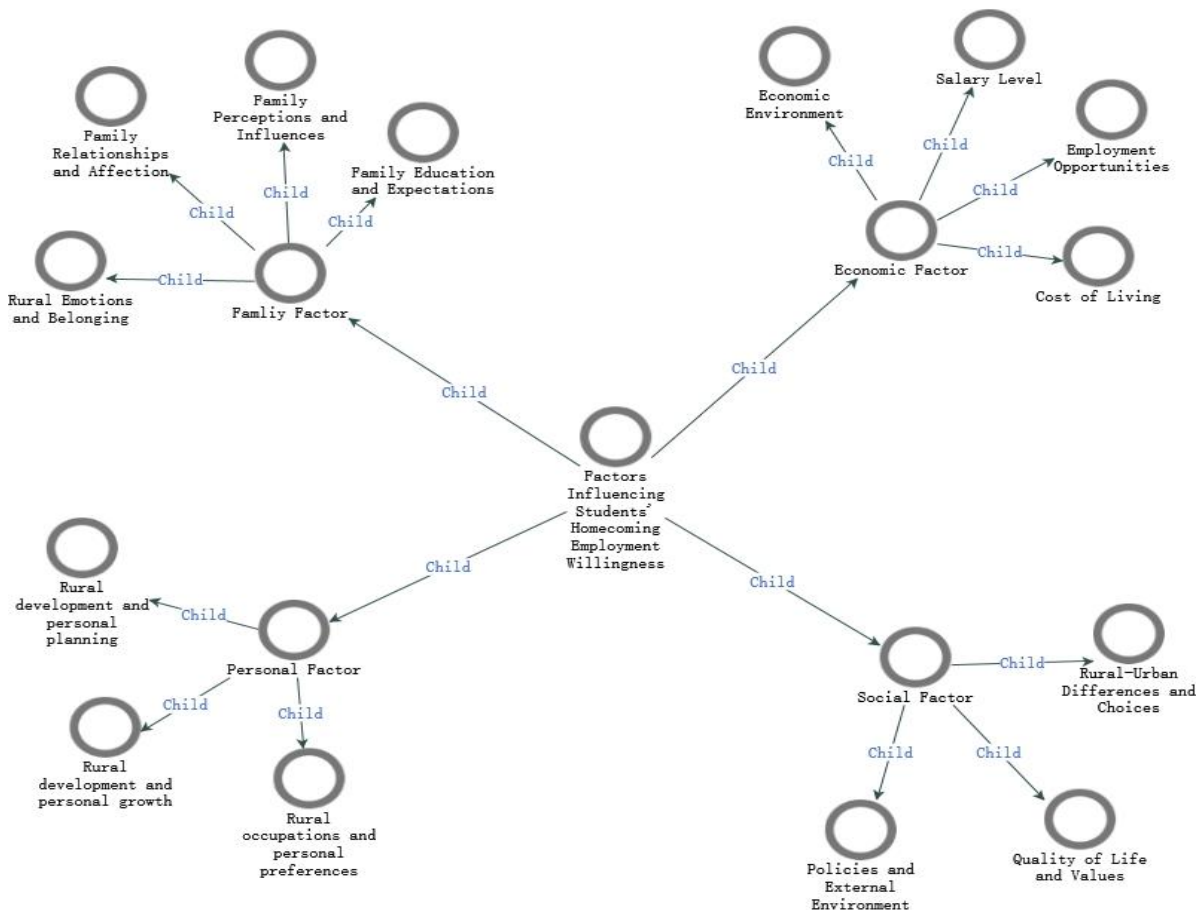 Family
Perceptions and
Influences
Salary Level
Economic
Environment
Family
Relationships
and Affection
Family Education
and Expectations
Employment
Opportunities
Child
Child
Child
Child
Child
Child
Child
Child
Rural Emotions
and Belonging
Famliy Factor
Economic Factor
Cost of Living
Child
Child
Factors
Influencing
Students'
Homecoming
Employment
Willingness
Child
Child
Rural
development and
personal
planning
Child
Personal Factor
Child
Rural
development and
personal growth
Child
Rural
occupations and
personal
preferences
Social Factor
Child
Rural-Urban
Differences and
Choices
Child
Child
Policies and
External
Environment
Quality of Life
and Values